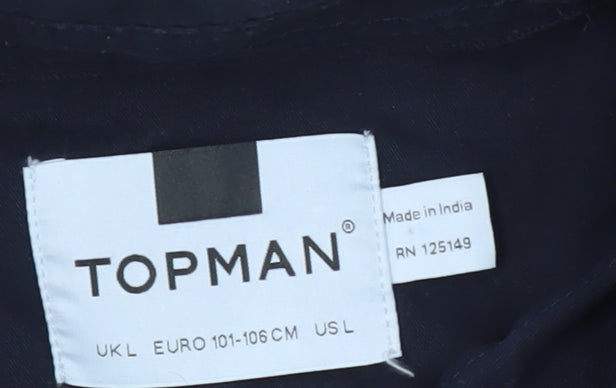 TOPMAN®
UK L EURO 101-106 CM US L
Made in India
RN 125149